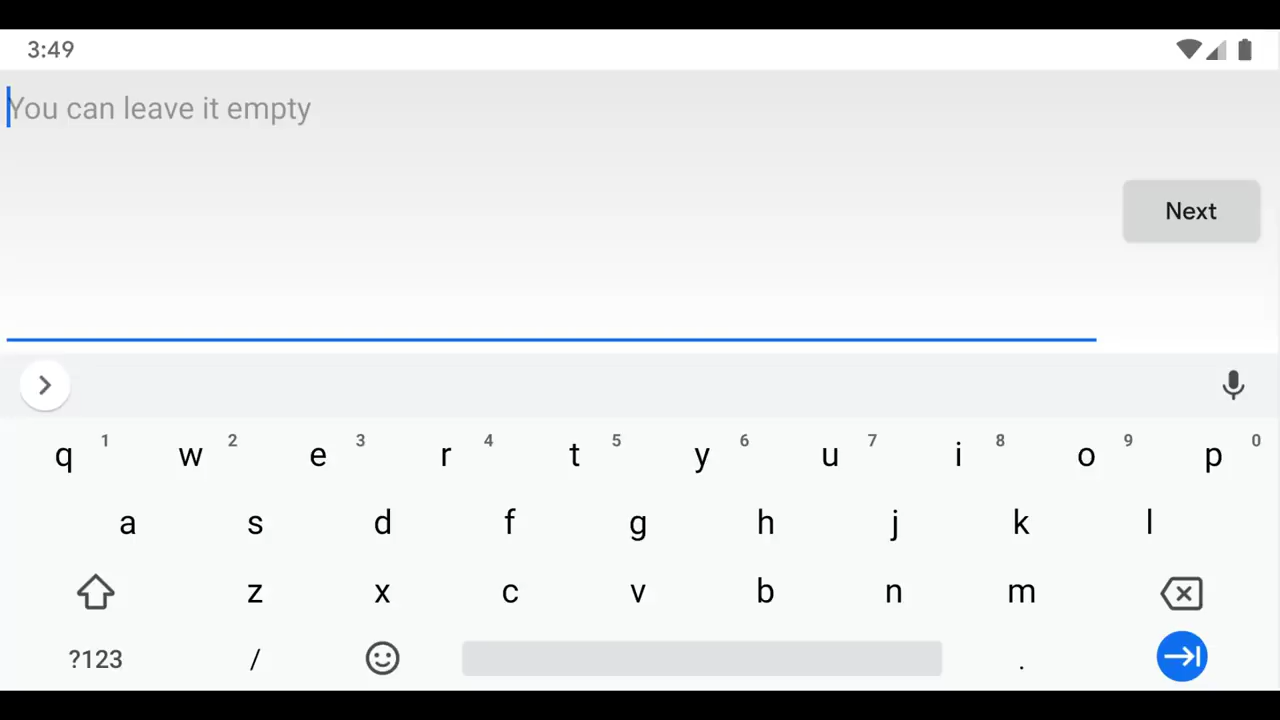 3:49
You can leave it empty
Next
q 1 w 2 e 3 r 4 t 5 y 6 u 7 i 8 o 9 p 0
a s d f g h j k l
z x c v b n m
?123 / .